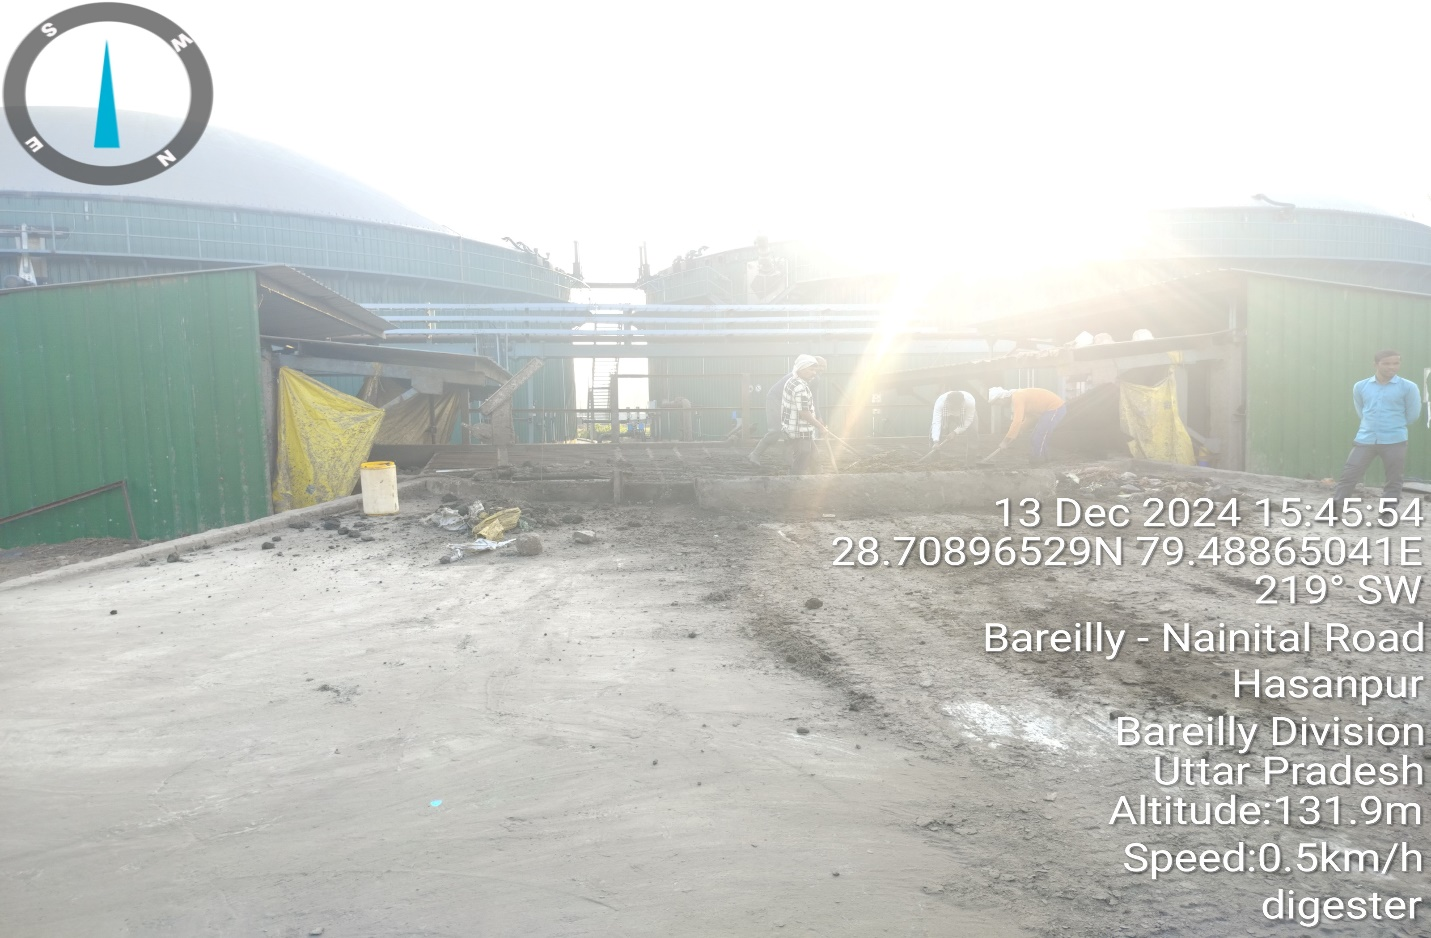 S
W
E
N
13 Dec 2024 15:45:54
28.70896529N 79.48865041E
219° SW
Bareilly - Nainital Road
Hasanpur
Bareilly Division
Uttar Pradesh
Altitude:131.9m
Speed:0.5km/h
digester